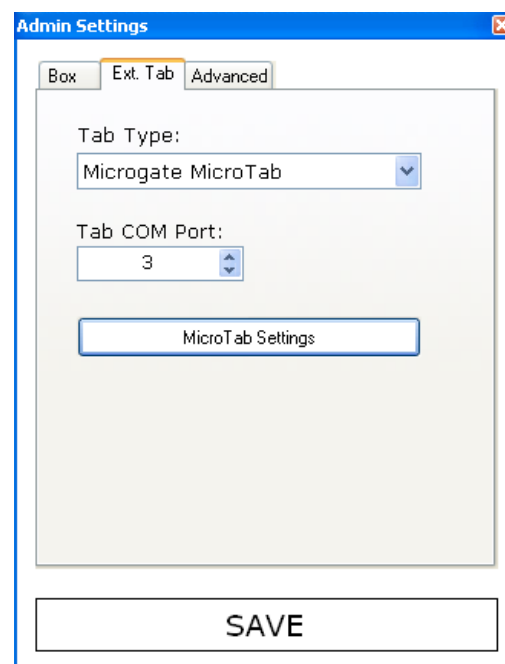 Admin Settings
Box Ext. Tab Advanced
Tab Type:
Microgate MicroTab
Tab COM Port:
3
MicroTab Settings
SAVE